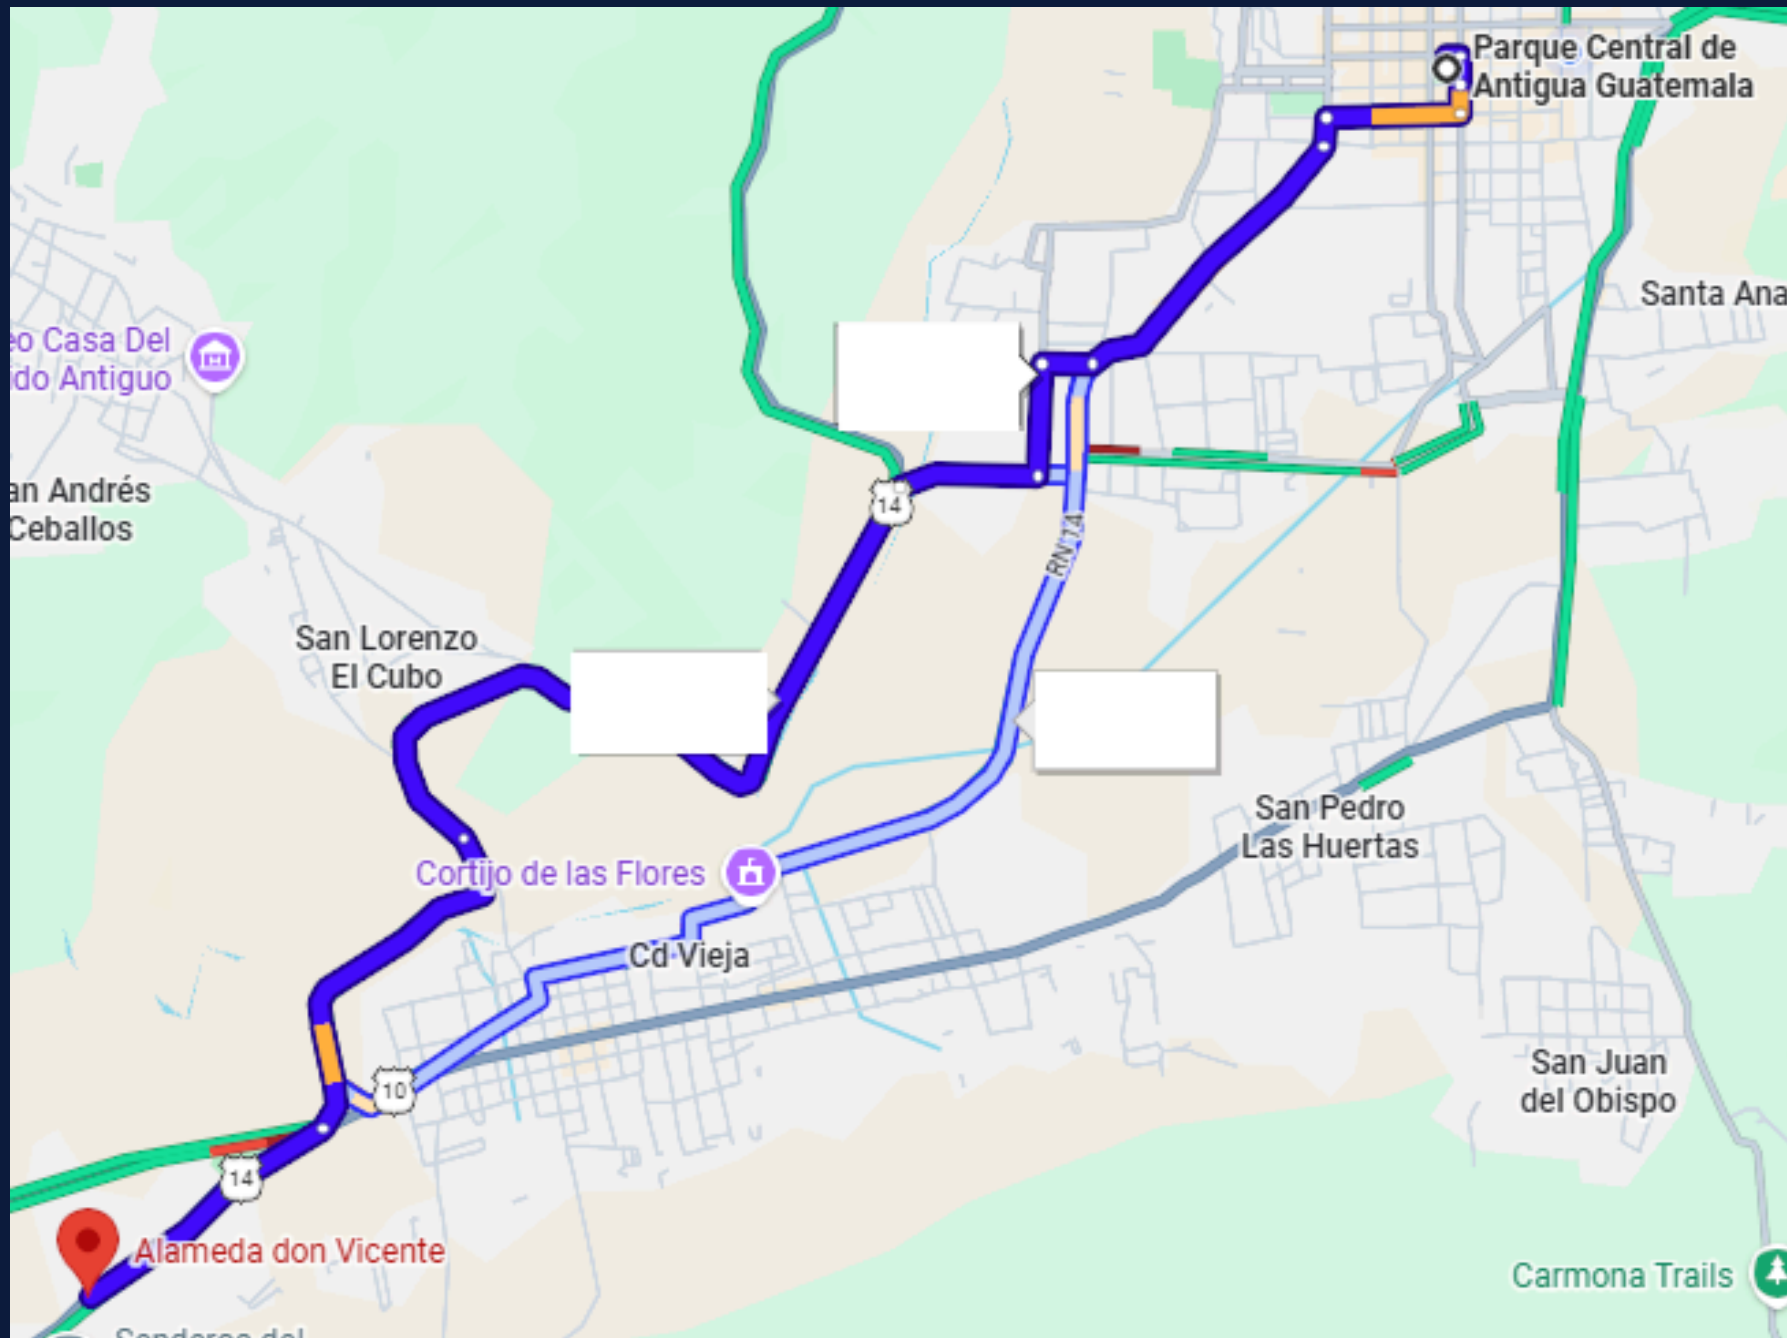 Parque Central de
Antigua Guatemala
Santa Ana
eo Casa Del
do Antiguo
an Andrés
Ceballos
14
RN 14
San Lorenzo
El Cubo
San Pedro
Las Huertas
Cortijo de las Flores
Cd Vieja
10
San Juan
del Obispo
14
Alameda don Vicente
Carmona Trails